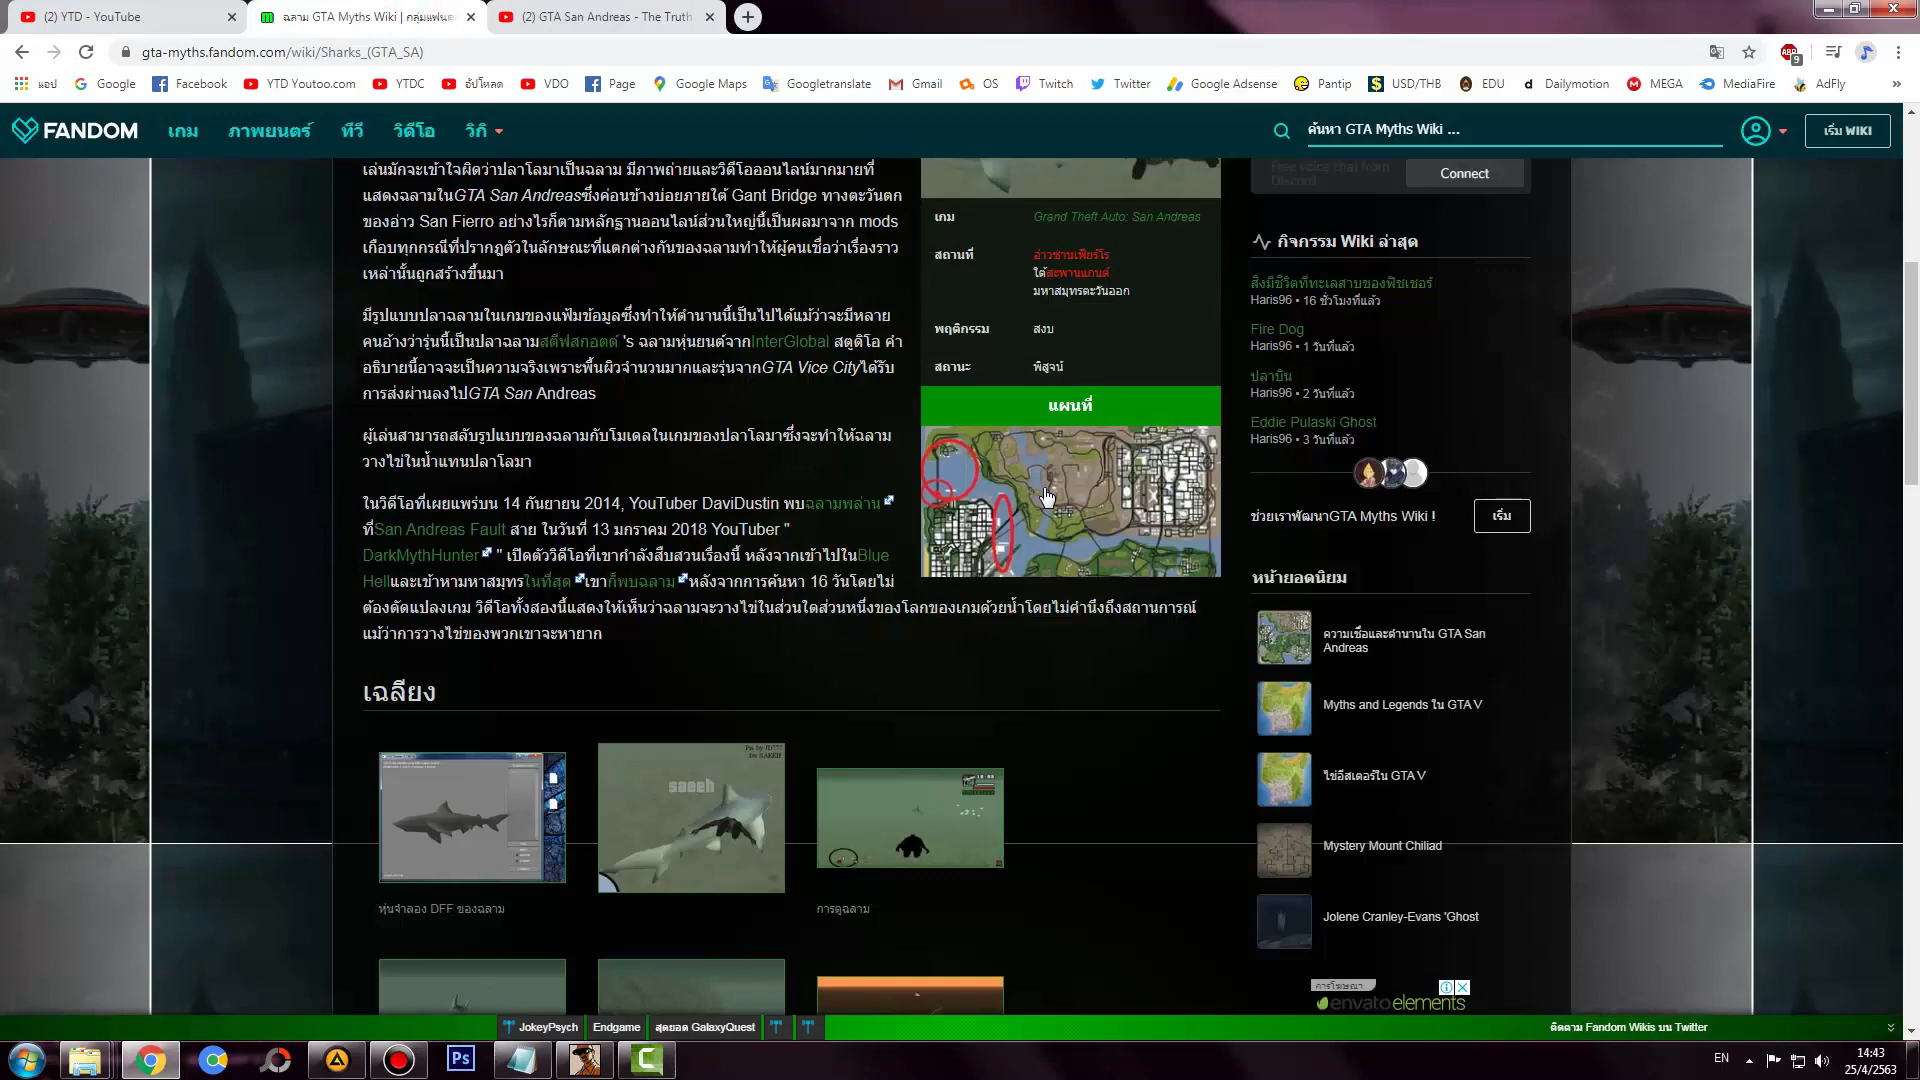 (2) YTD - YouTube
ฉลาม GTA Myths Wiki | กลุ่มแฟนด
(2) GTA San Andreas - The Truth
gta-myths.fandom.com/wiki/Sharks_(GTA_SA)
แอป Google Facebook YTD Youtoo.com YTDC อัปโหลด VDO Page Google Maps Googletranslate Gmail OS Twitch Twitter Google Adsense Pantip USD/THB EDU Dailymotion MEGA MediaFire AdFly »
FANDOM เกม ภาพยนตร์ ทีวี วิดีโอ วิกิ
ค้นหา GTA Myths Wiki ...
เริ่ม WIKI
เล่นมักจะเข้าใจผิดว่าปลาโลมาเป็นฉลาม มีภาพถ่ายและวิดีโอออนไลน์มากมายที่
แสดงฉลามในGTA San Andreasซึ่งค่อนข้างบ่อยภายใต้ Gant Bridge ทางตะวันตก
ของอ่าว San Fierro อย่างไรก็ตามหลักฐานออนไลน์ส่วนใหญ่นี้เป็นผลมาจาก mods
เกือบทุกกรณีที่ปรากฏตัวในลักษณะที่แตกต่างกันของฉลามทำให้ผู้คนเชื่อว่าเรื่องราว
เหล่านั้นถูกสร้างขึ้นมา
มีรูปแบบปลาฉลามในเกมของแฟ้มข้อมูลซึ่งทำให้ตำนานนี้เป็นไปได้แม้ว่าจะมีหลาย
คนอ้างว่ารุ่นนี้เป็นปลาฉลามสตีฟสกอตต์ 's ฉลามหุ่นยนต์จากInterGlobal สตูดิโอ คำ
อธิบายนี้อาจจะเป็นความจริงเพราะพื้นผิวจำนวนมากและรุ่นจากGTA Vice Cityได้รับ
การส่งผ่านลงไปGTA San Andreas
ผู้เล่นสามารถสลับรูปแบบของฉลามกับโมเดลในเกมของปลาโลมาซึ่งจะทำให้ฉลาม
วางไข่ในน้ำแทนปลาโลมา
ในวิดีโอที่เผยแพร่บน 14 กันยายน 2014, YouTuber DaviDustin พบฉลามพล่าน
ที่San Andreas Fault สาย ในวันที่ 13 มกราคม 2018 YouTuber "
DarkMythHunter " เปิดตัววิดีโอที่เขากำลังสืบสวนเรื่องนี้ หลังจากเข้าไปในBlue
Hellและเข้าหามหาสมุทรในที่สุด เขาก็พบฉลาม หลังจากการค้นหา 16 วันโดยไม่
ต้องดัดแปลงเกม วิดีโอทั้งสองนี้แสดงให้เห็นว่าฉลามจะวางไข่ในส่วนใดส่วนหนึ่งของโลกของเกมด้วยน้ำโดยไม่คำนึงถึงสถานการณ์
แม้ว่าการวางไข่ของพวกเขาจะหายาก
เกม Grand Theft Auto: San Andreas
สถานที่ อ่าวซานเฟียร์โร
ใต้สะพานแกนต์
มหาสมุทรตะวันออก
พฤติกรรม สงบ
สถานะ พิสูจน์
แผนที่
เฉลียง
saeeh
หุ่นจำลอง DFF ของฉลาม
การดูฉลาม
Free voice chat from
Discord
Connect
กิจกรรม Wiki ล่าสุด
สิ่งมีชีวิตที่ทะเลสาบของฟิชเชอร์
Haris96 • 16 ชั่วโมงที่แล้ว
Fire Dog
Haris96 • 1 วันที่แล้ว
ปลาบิน
Haris96 • 2 วันที่แล้ว
Eddie Pulaski Ghost
Haris96 • 3 วันที่แล้ว
ช่วยเราพัฒนาGTA Myths Wiki !
เริ่ม
หน้ายอดนิยม
ความเชื่อและตำนานใน GTA San
Andreas
Myths and Legends ใน GTA V
ไข่อีสเตอร์ใน GTA V
Mystery Mount Chiliad
Jolene Cranley-Evans 'Ghost
การโฆษณา
envatoelements
JokeyPsych Endgame สุดยอด GalaxyQuest
ติดตาม Fandom Wikis บน Twitter
Ps
EN
14:43
25/4/2563